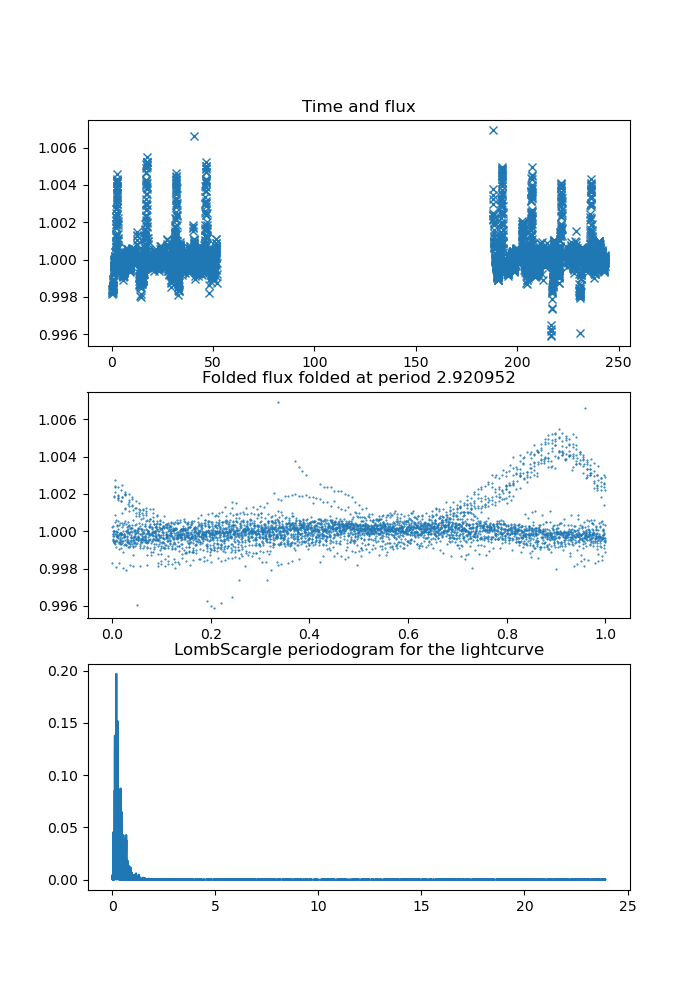 Time and flux
1.006
1.004
1.002
1.000
0.998
0.996
0 50 100 150 200 250
Folded flux folded at period 2.920952
1.006
1.004
1.002
1.000
0.998
0.996
0.0 0.2 0.4 0.6 0.8 1.0
LombScargle periodogram for the lightcurve
0.20
0.15
0.10
0.05
0.00
0 5 10 15 20 25